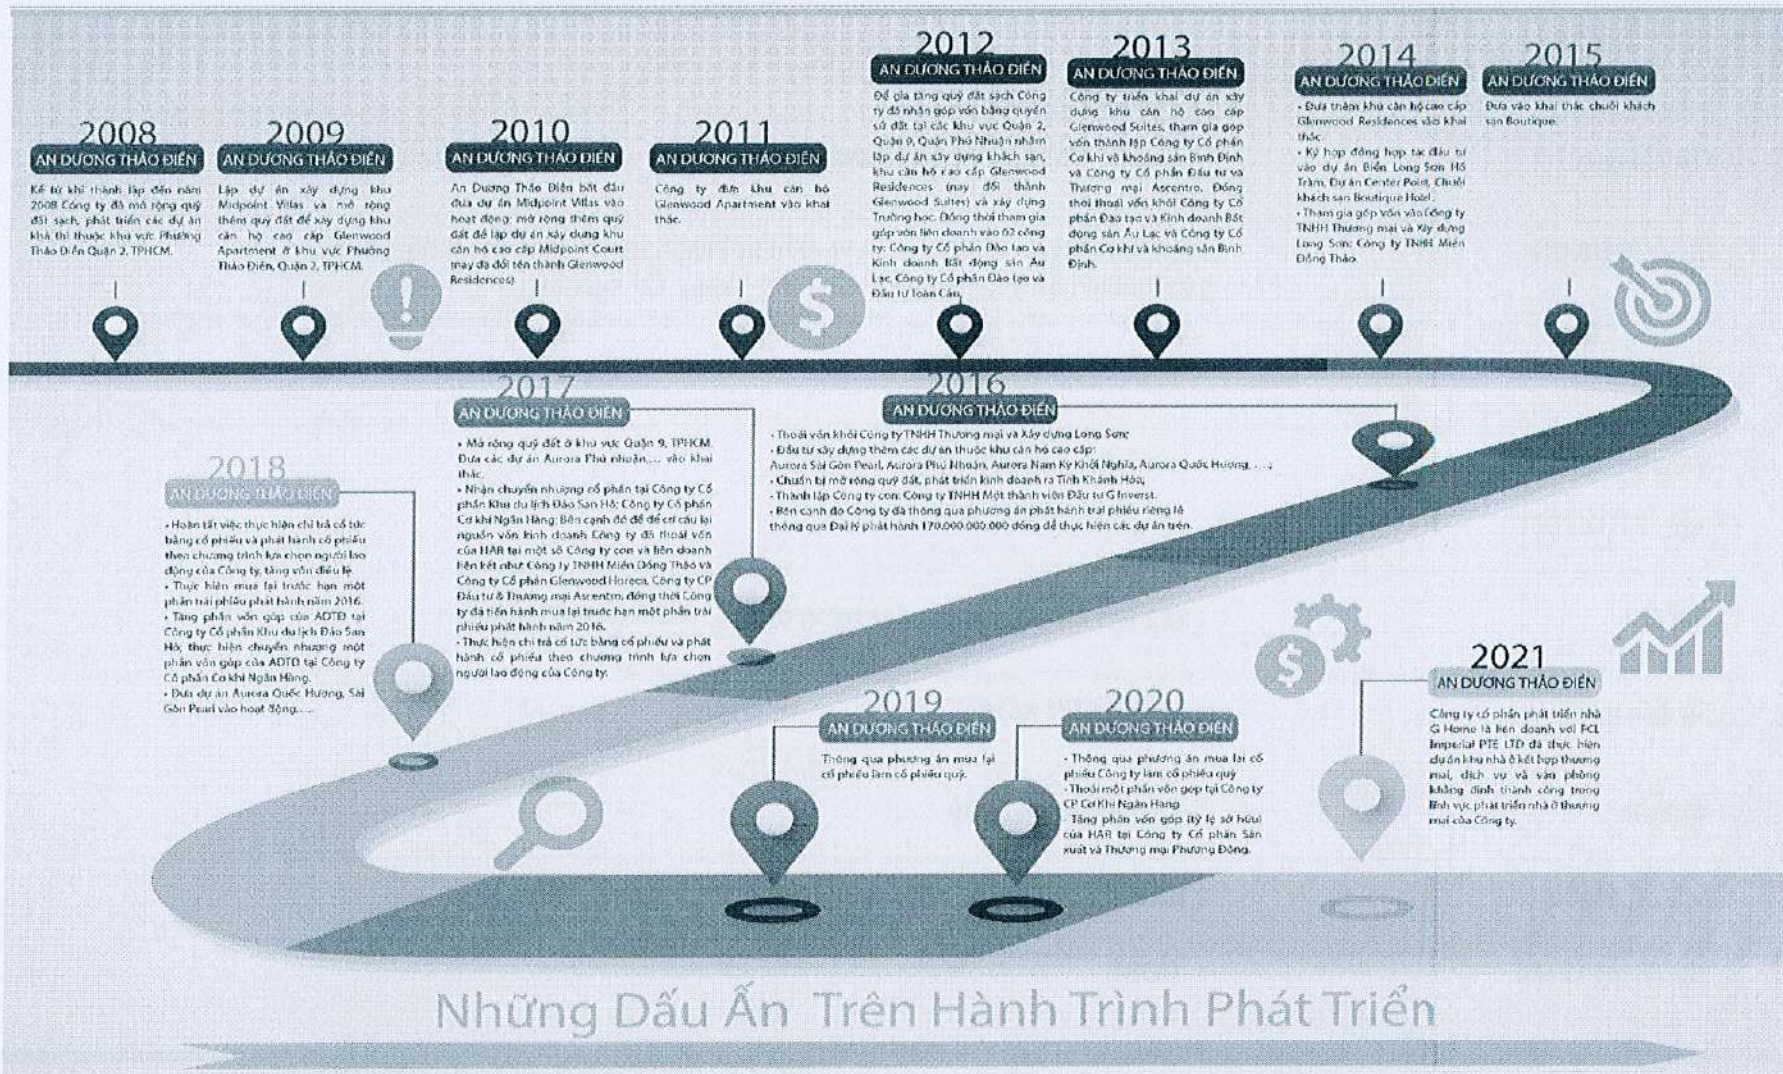 2008
AN DƯƠNG THẢO ĐIỀN
Kể từ khi thành lập đến năm
2008 Công ty đã mở rộng quỹ
đất sạch, phát triển các dự án
khả thi thuộc khu vực Phường
Thảo Điền Quận 2, TPHCM.
2009
AN DƯƠNG THẢO ĐIỀN
Lập dự án xây dựng khu
Midpoint Villas và mở rộng
thêm quỹ đất để xây dựng khu
căn hộ cao cấp Glenwood
Apartment ở khu vực Phường
Thảo Điền, Quận 2, TPHCM.
2010
AN DƯƠNG THẢO ĐIỀN
An Dương Thảo Điền bắt đầu
đưa dự án Midpoint Villas vào
hoạt động; mở rộng thêm quỹ
đất để lập dự án xây dựng khu
căn hộ cao cấp Midpoint Court
(nay đã đổi tên thành Glenwood
Residences)
2011
AN DƯƠNG THẢO ĐIỀN
Công ty đưa khu căn hộ
Glenwood Apartment vào khai
thác.
2012
AN DƯƠNG THẢO ĐIỀN
Để gia tăng quỹ đất sạch Công
ty đã nhận góp vốn bằng quyền
sử đất tại các khu vực Quận 2,
Quận 9, Quận Phú Nhuận nhằm
lập dự án xây dựng khách sạn,
khu căn hộ cao cấp Glenwood
Residences (nay đổi thành
Glenwood Suites) và xây dựng
Trường học. Đồng thời tham gia
góp vốn liên doanh vào 02 công
ty: Công ty Cổ phần Đào tạo và
Kinh doanh Bất động sản Âu
Lạc, Công ty Cổ phần Đào tạo và
Đầu tư Toàn Cầu.
2013
AN DƯƠNG THẢO ĐIỀN
Công ty triển khai dự án xây
dựng khu căn hộ cao cấp
Glenwood Suites, tham gia góp
vốn thành lập Công ty Cổ phần
Cơ khí và khoáng sản Bình Định
và Công ty Cổ phần Đầu tư và
Thương mại Ascentro. Đồng
thời thoái vốn khỏi Công ty Cổ
phần Đào tạo và Kinh doanh Bất
động sản Âu Lạc và Công ty Cổ
phần Cơ khí và khoáng sản Bình
Định.
2014
AN DƯƠNG THẢO ĐIỀN
• Đưa thêm khu căn hộ cao cấp
Glenwood Residences vào khai
thác.
• Ký hợp đồng hợp tác đầu tư
vào dự án Biển Long Sơn Hồ
Tràm, Dự án Center Point, Chuỗi
khách sạn Boutique Hotel.
• Tham gia góp vốn vào Công ty
TNHH Thương mại và Xây dựng
Long Sơn; Công ty TNHH Miền
Đồng Thảo.
2015
AN DƯƠNG THẢO ĐIỀN
Đưa vào khai thác chuỗi khách
sạn Boutique.
2016
AN DƯƠNG THẢO ĐIỀN
• Thoái vốn khỏi Công ty TNHH Thương mại và Xây dựng Long Sơn;
• Đầu tư xây dựng thêm các dự án thuộc khu căn hộ cao cấp:
Aurora Sài Gòn Pearl, Aurora Phú Nhuận, Aurora Nam Kỳ Khởi Nghĩa, Aurora Quốc Hương, ....;
• Chuẩn bị mở rộng quỹ đất, phát triển kinh doanh ra Tỉnh Khánh Hòa;
• Thành lập Công ty con: Công ty TNHH Một thành viên Đầu tư G Inverst.
• Bên cạnh đó Công ty đã thông qua phương án phát hành trái phiếu riêng lẻ
thông qua Đại lý phát hành 170.000.000.000 đồng để thực hiện các dự án trên.
2017
AN DƯƠNG THẢO ĐIỀN
• Mở rộng quỹ đất ở khu vực Quận 9, TPHCM.
Đưa các dự án Aurora Phú nhuận,... vào khai
thác.
• Nhận chuyển nhượng cổ phần tại Công ty Cổ
phần Khu du lịch Đảo San Hô; Công ty Cổ phần
Cơ khí Ngân Hàng; Bên cạnh đó để để cơ cấu lại
nguồn vốn kinh doanh Công ty đã thoái vốn
của HAR tại một số Công ty con và liên doanh
liên kết như Công ty TNHH Miền Đồng Thảo và
Công ty Cổ phần Glenwood Horeca, Công ty CP
Đầu tư & Thương mại Ascentro, đồng thời Công
ty đã tiến hành mua lại trước hạn một phần trái
phiếu phát hành năm 2016.
• Thực hiện chi trả cổ tức bằng cổ phiếu và phát
hành cổ phiếu theo chương trình lựa chọn
người lao động của Công ty.
2018
AN DƯƠNG THẢO ĐIỀN
• Hoàn tất việc thực hiện chi trả cổ tức
bằng cổ phiếu và phát hành cổ phiếu
theo chương trình lựa chọn người lao
động của Công ty, tăng vốn điều lệ.
• Thực hiện mua lại trước hạn một
phần trái phiếu phát hành năm 2016.
• Tăng phần vốn góp của ADTĐ tại
Công ty Cổ phần Khu du lịch Đảo San
Hô; thực hiện chuyển nhượng một
phần vốn góp của ADTĐ tại Công ty
Cổ phần Cơ khí Ngân Hàng.
• Đưa dự án Aurora Quốc Hương, Sài
Gòn Pearl vào hoạt động.....
2019
AN DƯƠNG THẢO ĐIỀN
Thông qua phương án mua lại
cổ phiếu làm cổ phiếu quỹ.
2020
AN DƯƠNG THẢO ĐIỀN
• Thông qua phương án mua lại cổ
phiếu Công ty làm cổ phiếu quỹ
• Thoái một phần vốn góp tại Công ty
CP Cơ Khí Ngân Hàng
• Tăng phần vốn góp (tỷ lệ sở hữu)
của HAR tại Công ty Cổ phần Sản
xuất và Thương mại Phương Đông.
2021
AN DƯƠNG THẢO ĐIỀN
Công ty cổ phần phát triển nhà
G Home là liên doanh với FCL
Imperial PTE LTD đã thực hiện
dự án khu nhà ở kết hợp thương
mại, dịch vụ và văn phòng
khẳng định thành công trong
lĩnh vực phát triển nhà ở thương
mại của Công ty.
Những Dấu Ấn Trên Hành Trình Phát Triển